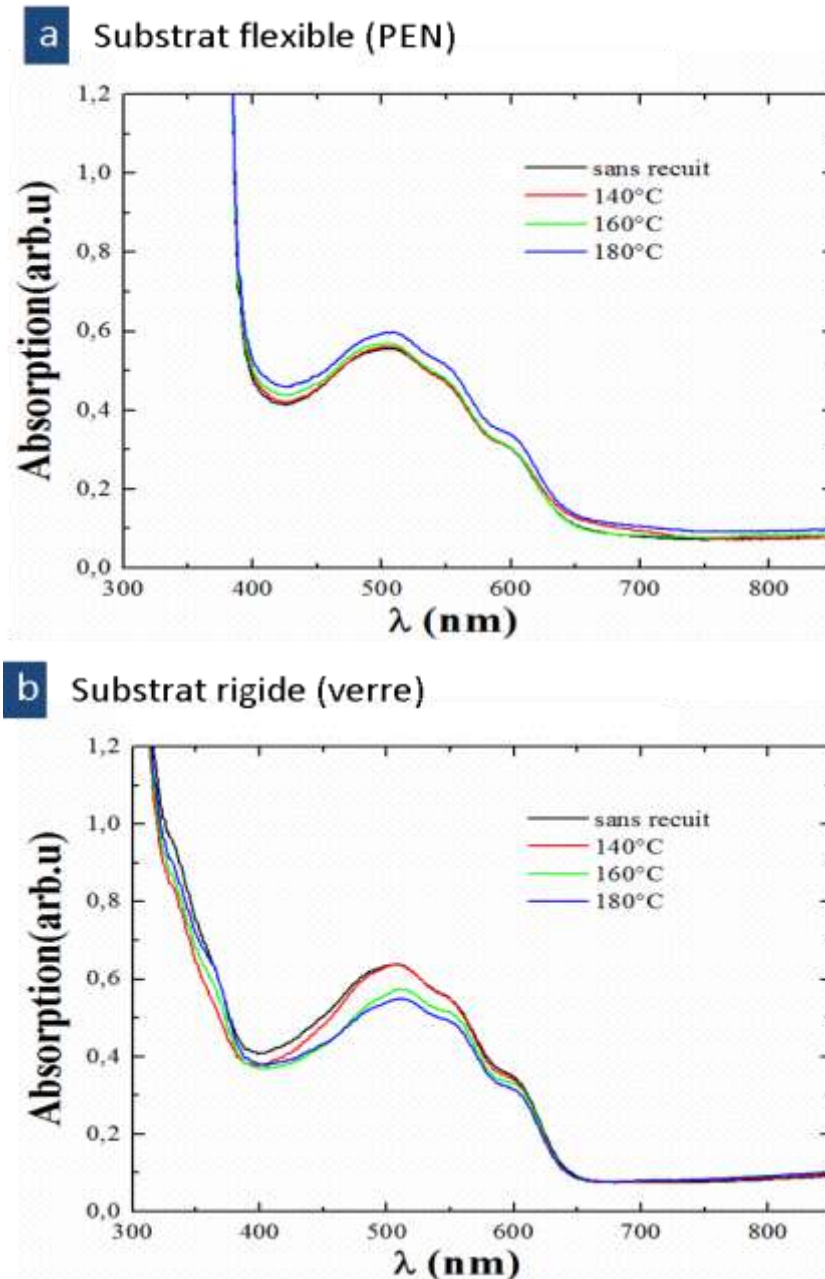 a Substrat flexible (PEN)
1,2
1,0
0,8
0,6
0,4
0,2
0,0
Absorption(arb.u)
sans recuit
140°C
160°C
180°C
300 400 500 600 700 800
λ (nm)
b Substrat rigide (verre)
1,2
1,0
0,8
0,6
0,4
0,2
0,0
Absorption(arb.u)
sans recuit
140°C
160°C
180°C
300 400 500 600 700 800
λ (nm)